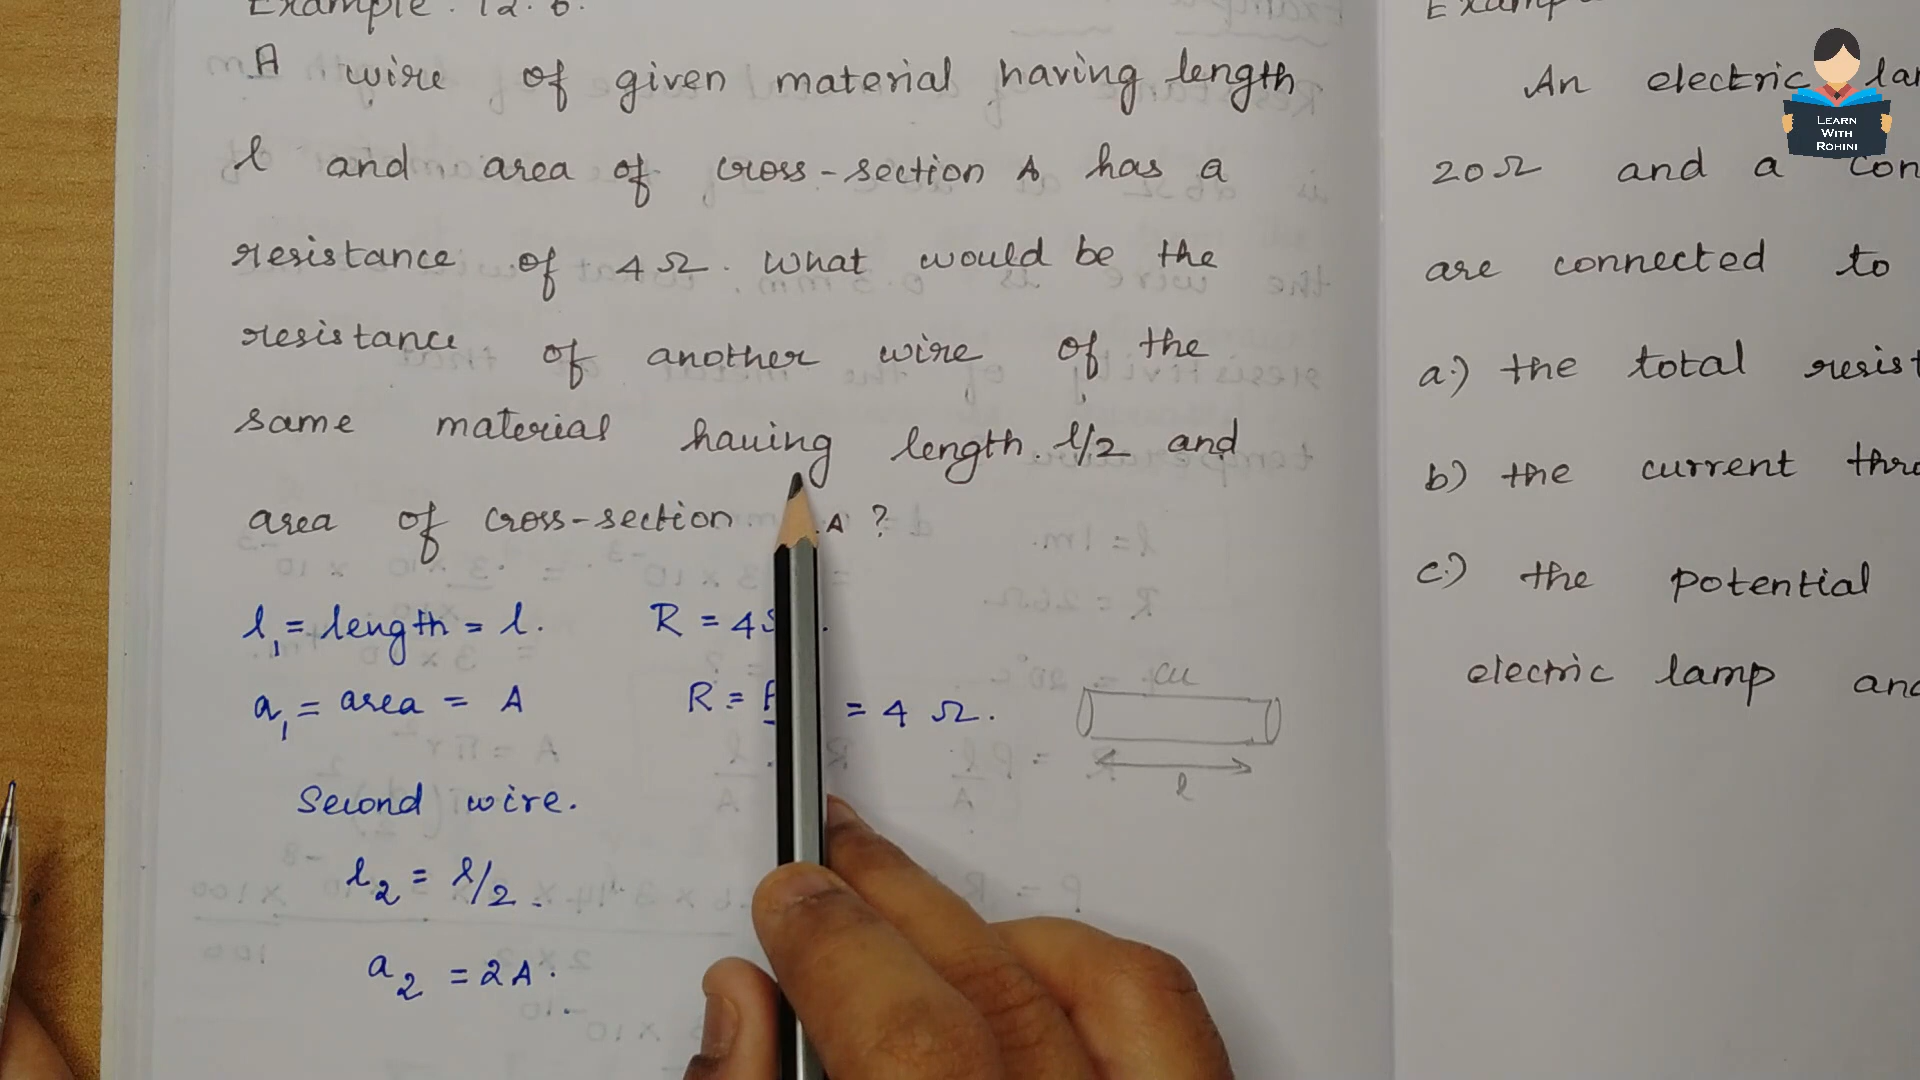 Example. 12.6.
A wire of given material having length
l and area of cross-section A has a
resistance of 4Ω. What would be the
resistance of another wire of the
same material having length l/2 and
area of cross-section A ?
l₁ = length = l. R = 4
a₁ = area = A R = = 4 Ω.
Cu
l
Second wire.
l₂ = l/2.
a₂ = 2A.
An electric
20Ω and a
are connected to
a.) the total
b) the current
c.) the potential
electric lamp
LEARN
WITH
ROHINI